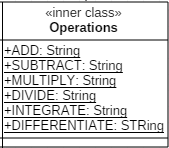 «inner class»
Operations
+ADD: String
+SUBTRACT: String
+MULTIPLY: String
+DIVIDE: String
+INTEGRATE: String
+DIFFERENTIATE: STRing